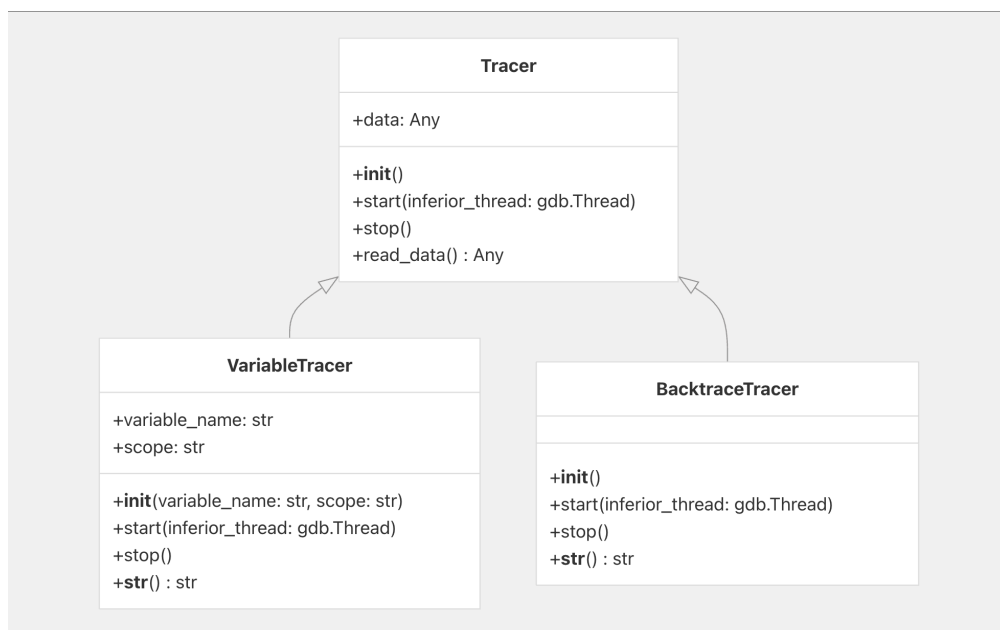 Tracer
+data: Any
+init()
+start(inferior_thread: gdb.Thread)
+stop()
+read_data() : Any
VariableTracer
+variable_name: str
+scope: str
+init(variable_name: str, scope: str)
+start(inferior_thread: gdb.Thread)
+stop()
+str() : str
BacktraceTracer
+init()
+start(inferior_thread: gdb.Thread)
+stop()
+str() : str